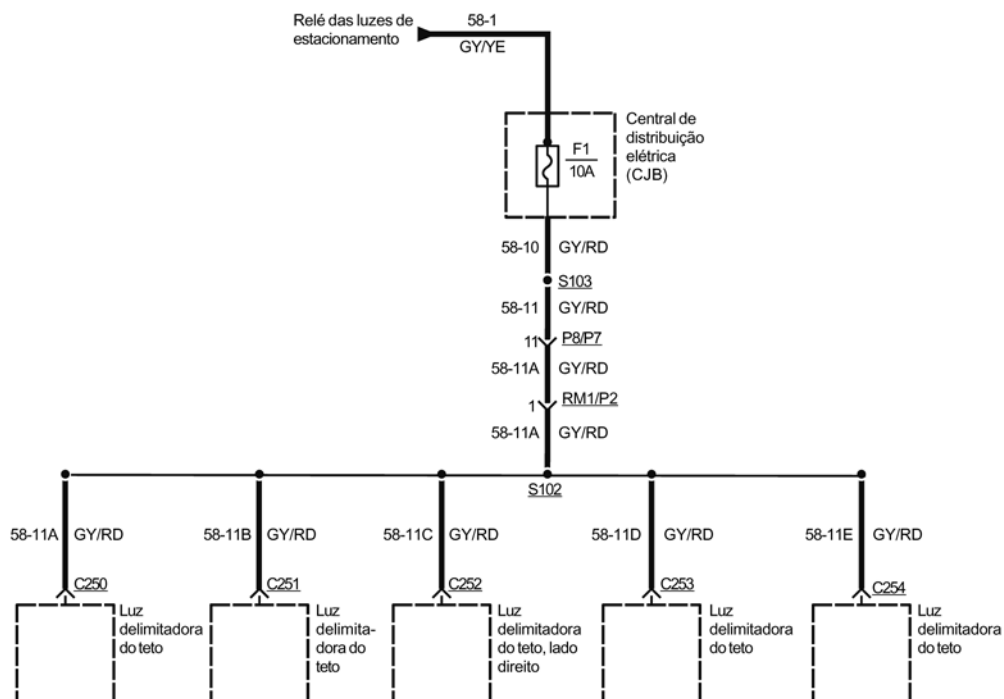 Relé das luzes de
estacionamento
58-1
GY/YE
Central de
distribuição
elétrica
(CJB)
F1
10A
58-10 GY/RD
S103
58-11 GY/RD
11 P8/P7
58-11A GY/RD
1 RM1/P2
58-11A GY/RD
S102
58-11A GY/RD 58-11B GY/RD 58-11C GY/RD 58-11D GY/RD 58-11E GY/RD
C250 C251 C252 C253 C254
Luz
delimitadora
do teto
Luz
delimita-
dora do
teto
Luz
delimitadora
do teto, lado
direito
Luz
delimitadora
do teto
Luz
delimitadora
do teto